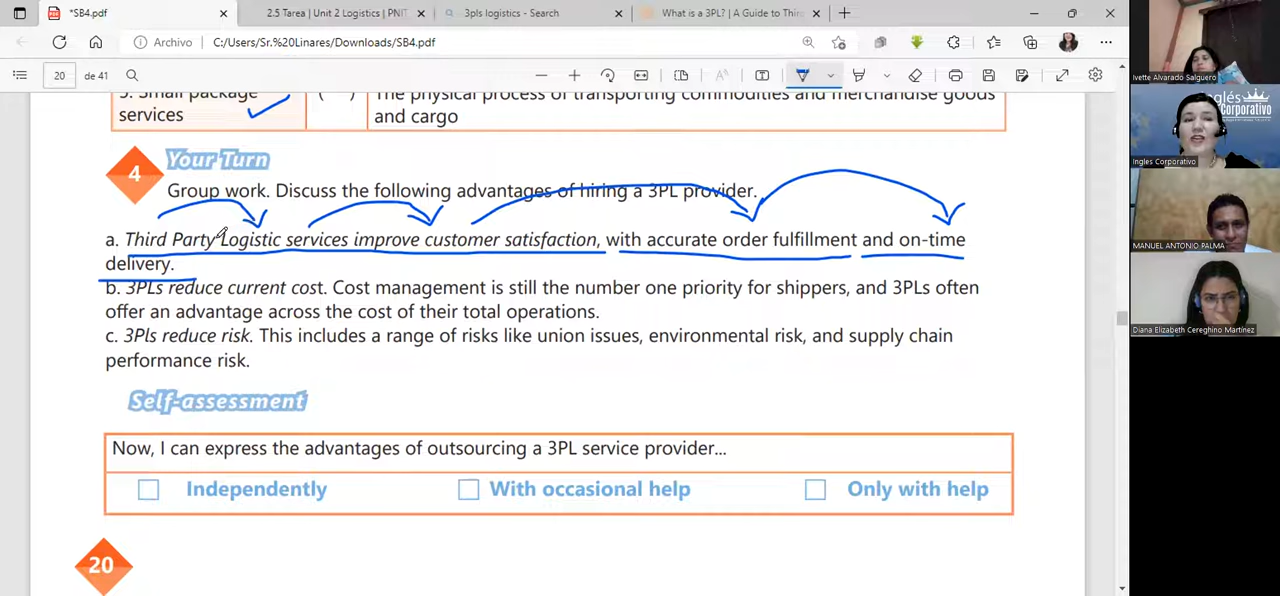 *SB4.pdf
2.5 Tarea | Unit 2 Logistics | PNIT
3pls logistics - Search
What is a 3PL? | A Guide to Thir
Archivo
C:/Users/Sr.%20Linares/Downloads/SB4.pdf
20
de 41
5. Small package
services
( )
The physical process of transporting commodities and merchandise goods
and cargo
4
Your Turn
Group work. Discuss the following advantages of hiring a 3PL provider.
a. Third Party Logistic services improve customer satisfaction, with accurate order fulfillment and on-time
delivery.
b. 3PLs reduce current cost. Cost management is still the number one priority for shippers, and 3PLs often
offer an advantage across the cost of their total operations.
c. 3Pls reduce risk. This includes a range of risks like union issues, environmental risk, and supply chain
performance risk.
Self-assessment
Now, I can express the advantages of outsourcing a 3PL service provider...
Independently
With occasional help
Only with help
20
Ivette Alvarado Salguero
Inglés
Corporativo
Ingles Corporativo
MANUEL ANTONIO PALMA
Diana Elizabeth Cereghino Martínez